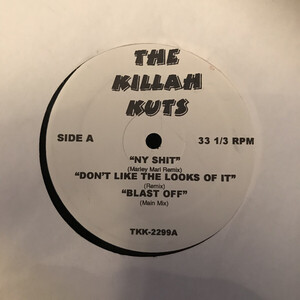 THE
KILLAH
KUTS
SIDE A
33 1/3 RPM
"NY SHIT"
(Marley Marl Remix)
"DON'T LIKE THE LOOKS OF IT"
(Remix)
"BLAST OFF"
(Main Mix)
TKK-2299A